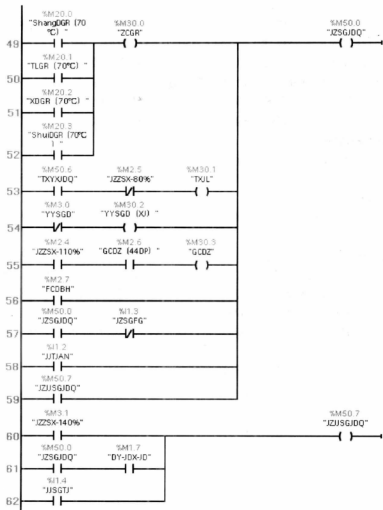 %M20.0 %M30.0 %M50.0
"ShangDGR (70 "ZCGR" "JZSGJDQ"
℃) "
49
%M20.1
"TLGR (70℃) "
50
%M20.2
"XDGR (70℃) "
51
%M20.3
"ShuiDGR (70℃
) "
52
%M50.6 %M2.5 %M30.1
"TXYXJDQ" "JZZSX-80%" "TXJL"
53
%M3.0 %M30.2
"YYSGD" "YYSGD (XJ) "
54
%M2.4 %M2.6 %M30.3
"JZZSX-110%" "GCDZ (44DP) " "GCDZ"
55
%M2.7
"FCDBH"
56
%M50.0 %I1.3
"JZSGJDQ" "JZSGFG"
57
%I1.2
"JJTJAN"
58
%M50.7
"JZJJSGJDQ"
59
%M3.1 %M50.7
"JZZSX-140%" "JZJJSGJDQ"
60
%M50.0 %M1.7
"JZSGJDQ" "DY-JDX-JD"
61
%I1.4
"JJSGTJ"
62